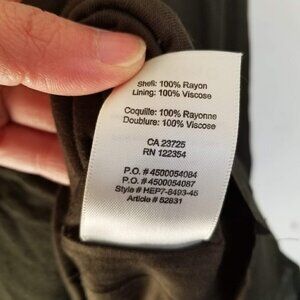 Shell: 100% Rayon
Lining: 100% Viscose
Coquille: 100% Rayonne
Doublure: 100% Viscose
CA 23725
RN 122354
P.O. # 4500054084
P.O. # 4500054087
Style # HEP7-8493-45
Article # 52831